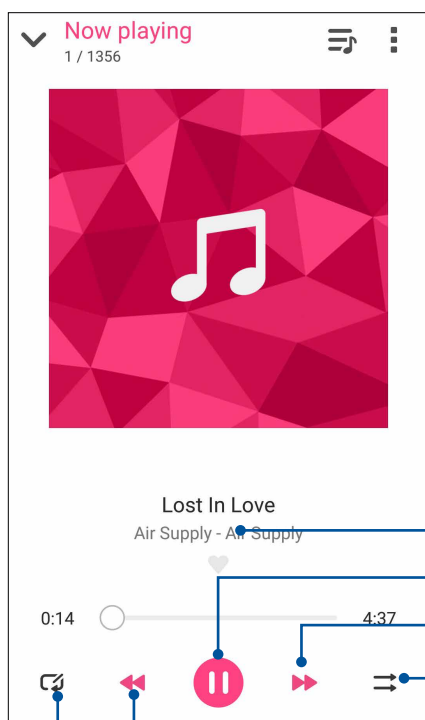 Now playing
1 / 1356
Lost In Love
Air Supply - Air Supply
0:14
4:37